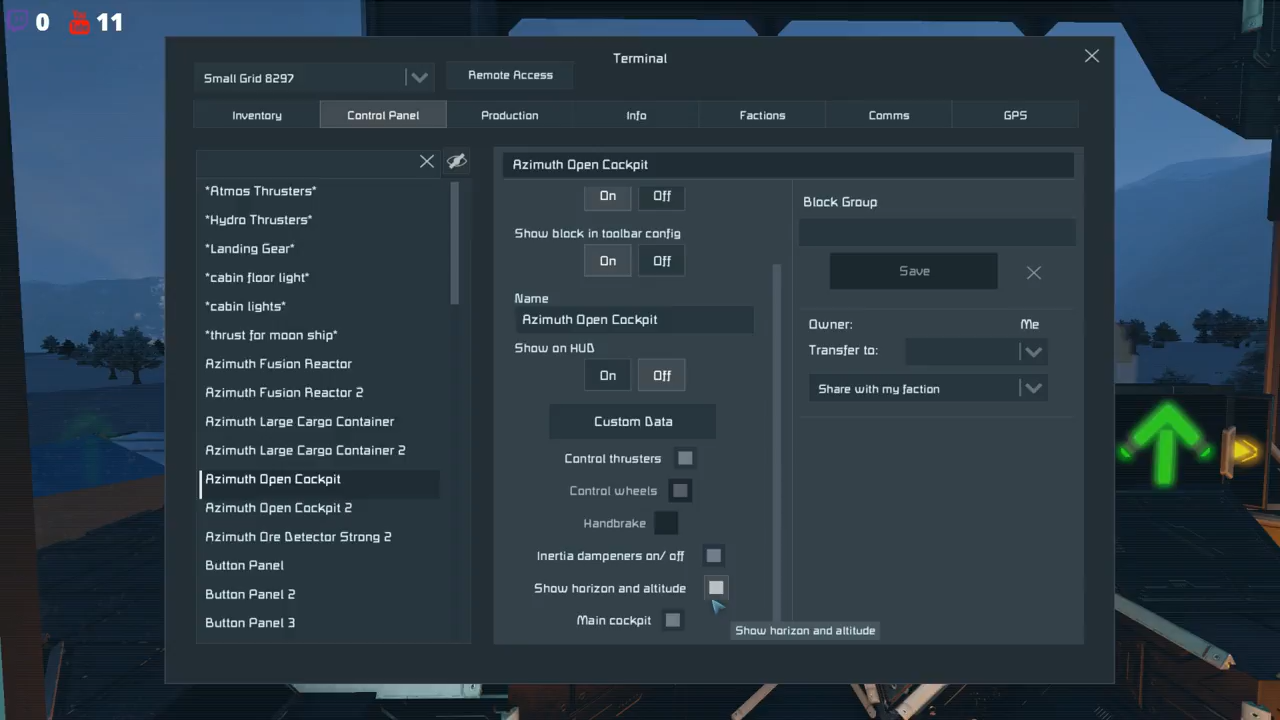 0
You Tube 11
Terminal
Small Grid 8297
Remote Access
Inventory
Control Panel
Production
Info
Factions
Comms
GPS
*Atmos Thrusters*
*Hydro Thrusters*
*Landing Gear*
*cabin floor light*
*cabin lights*
*thrust for moon ship*
Azimuth Fusion Reactor
Azimuth Fusion Reactor 2
Azimuth Large Cargo Container
Azimuth Large Cargo Container 2
Azimuth Open Cockpit
Azimuth Open Cockpit 2
Azimuth Ore Detector Strong 2
Button Panel
Button Panel 2
Button Panel 3
Azimuth Open Cockpit
On Off
Show block in toolbar config
On Off
Name
Azimuth Open Cockpit
Show on HUD
On Off
Custom Data
Control thrusters
Control wheels
Handbrake
Inertia dampeners on/ off
Show horizon and altitude
Main cockpit
Show horizon and altitude
Block Group
Save
Owner: Me
Transfer to:
Share with my faction